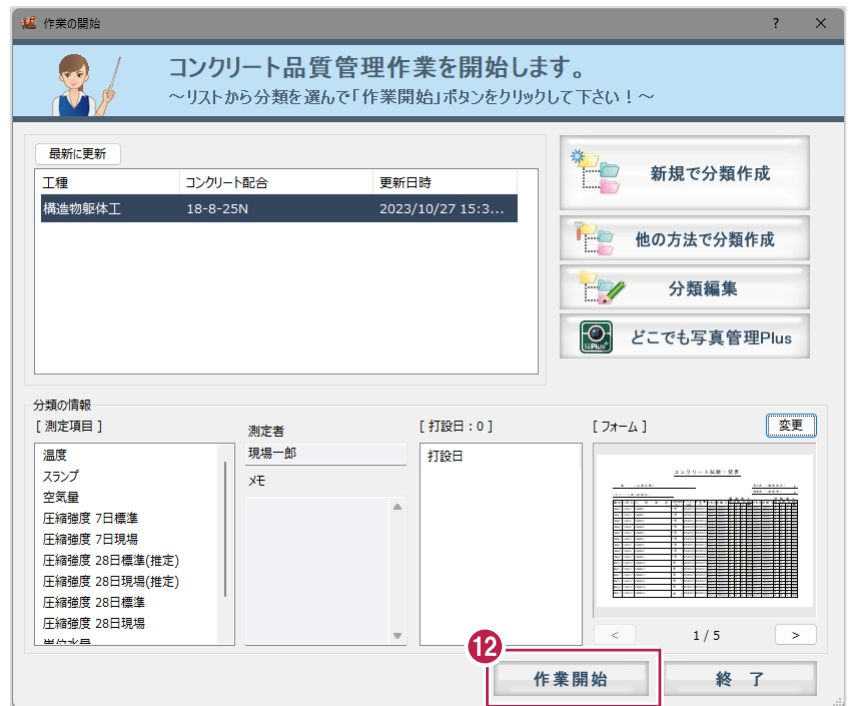 作業の開始 ? ×
コンクリート品質管理作業を開始します。
～リストから分類を選んで「作業開始」ボタンをクリックして下さい！～
最新に更新
工種 コンクリート配合 更新日時
構造物躯体工 18-8-25N 2023/10/27 15:3...
新規で分類作成
他の方法で分類作成
分類編集
どこでも写真管理Plus
分類の情報
[ 測定項目 ]
温度
スランプ
空気量
圧縮強度 7日標準
圧縮強度 7日現場
圧縮強度 28日標準(推定)
圧縮強度 28日現場(推定)
圧縮強度 28日標準
圧縮強度 28日現場
単位水量
測定者
現場一郎
メモ
[ 打設日：0 ]
打設日
[ フォーム ]
変更
コンクリート試験一覧表
< 1 / 5 >
12
作業開始
終 了